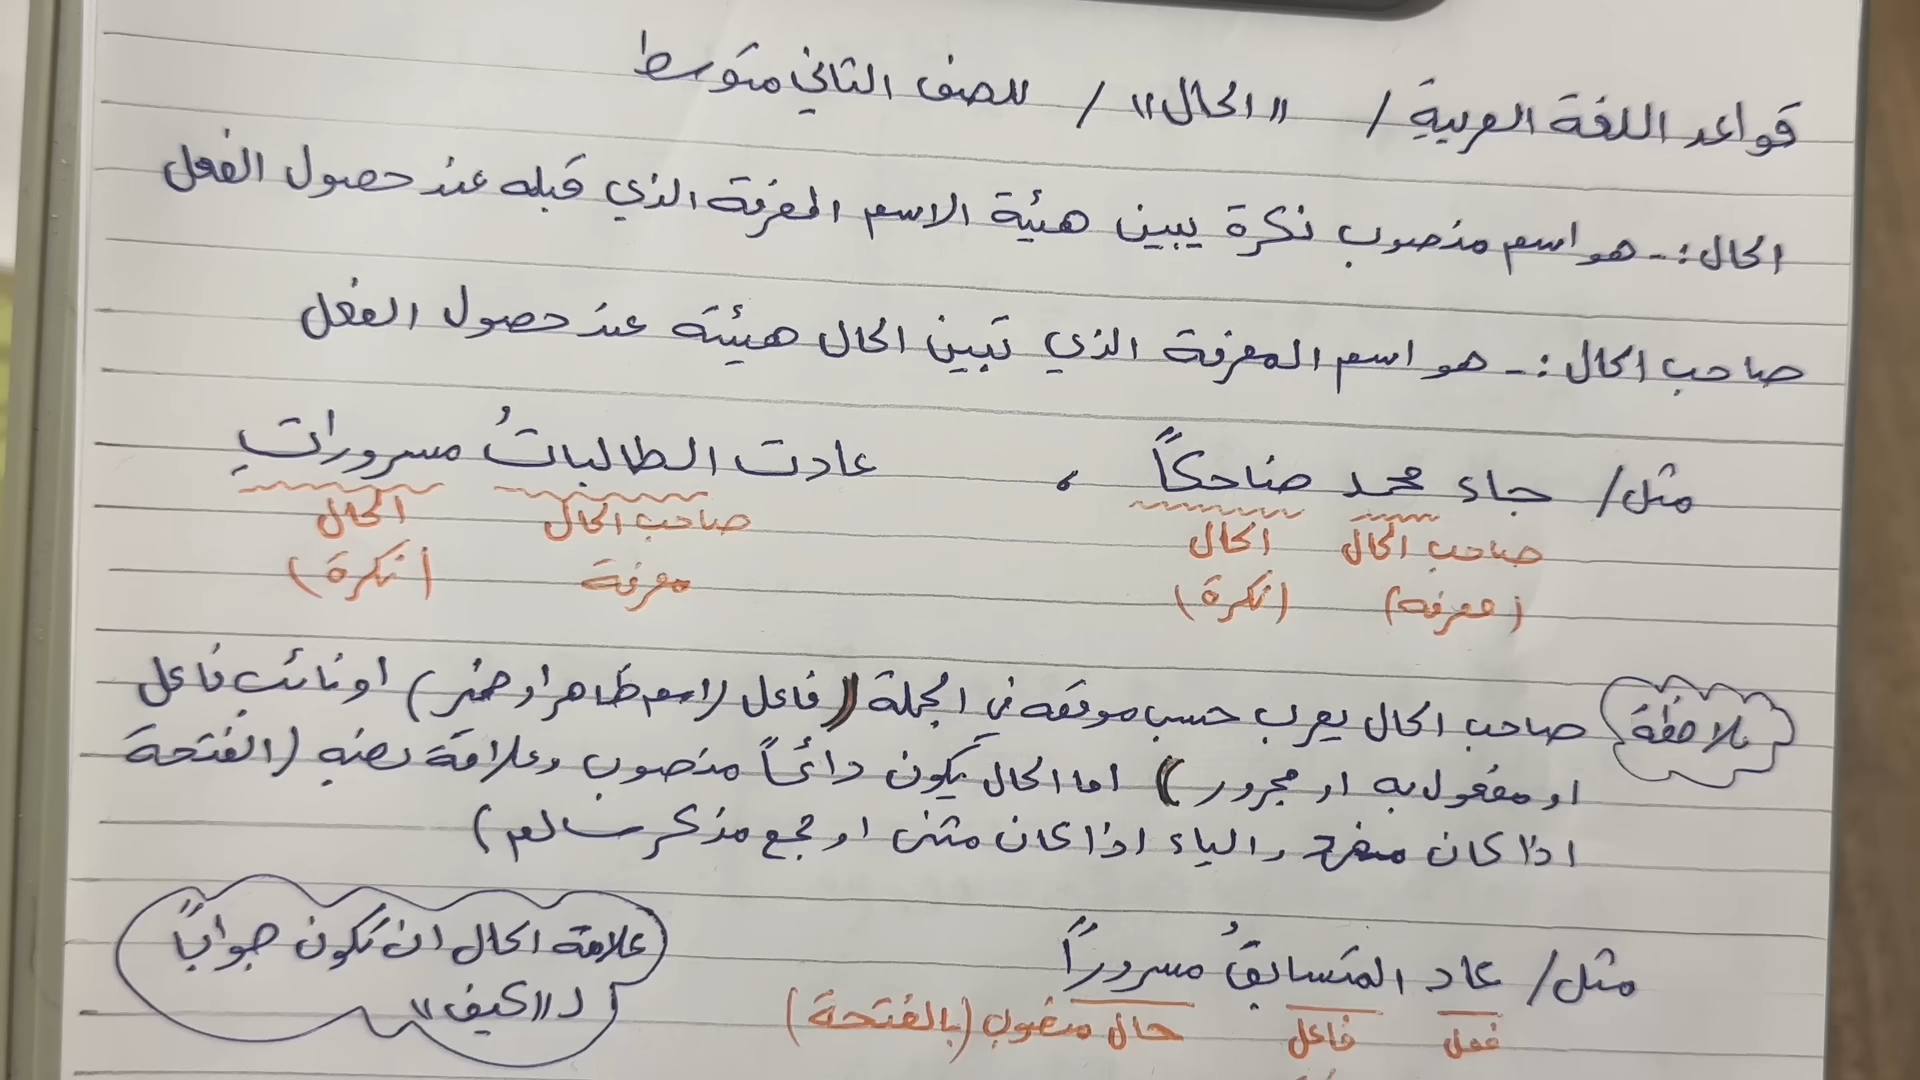 قواعد اللغة العربية / "الحال" / للصف الثاني متوسط
الحال :- هو اسم منصوب نكرة يبين هيئة الاسم المعرفة الذي قبله عند حصول الفعل
صاحب الحال :- هو اسم المعرفة الذي تبين الحال هيئته عند حصول الفعل
مثل/ جاء محمد ضاحكاً ، عادت الطالباتُ مسروراتٍ
صاحب الحال الحال صاحب الحال الحال
(معرفه) (نكرة) معرفة (نكرة)
ملاحظة صاحب الحال يعرب حسب موقعه في الجملة (فاعل (اسم ظاهر او ضمير) او نائب فاعل
او مفعول به او مجرور) اما الحال يكون دائماً منصوب وعلامة نصبه (الفتحة
اذا كان مفرد والياء اذا كان مثنى او جمع مذكر سالم)
مثل/ عاد المتسابقُ مسروراً
فعل فاعل حال منصوب (بالفتحة)
علامة الحال ان تكون جواباً
لـ "كيف"